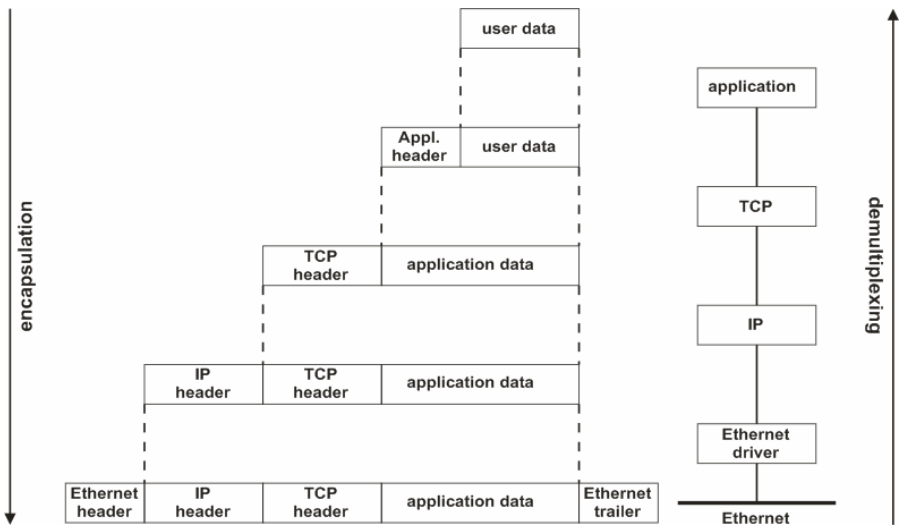 user data
application
Appl.
header
user data
TCP
TCP
header
application data
IP
IP
header
TCP
header
application data
Ethernet
driver
Ethernet
header
IP
header
TCP
header
application data
Ethernet
trailer
Ethernet
encapsulation
demultiplexing